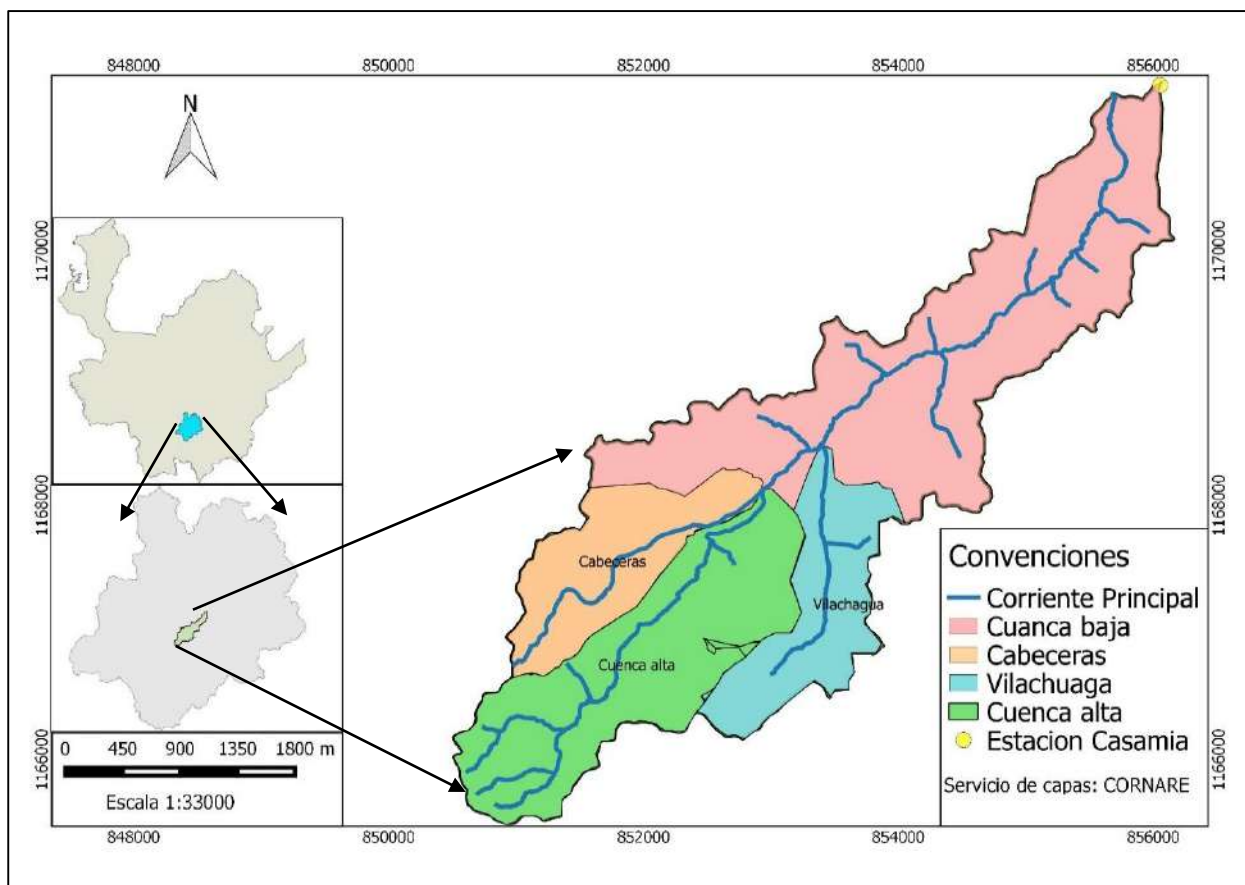 848000 850000 852000 854000 856000
N
1170000
1168000
1166000
1170000
1168000
1166000
Cabeceras
Vilachagua
Cuenca alta
Convenciones
Corriente Principal
Cuanca baja
Cabeceras
Vilachuaga
Cuenca alta
Estacion Casamia
Servicio de capas: CORNARE
0 450 900 1350 1800 m
Escala 1:33000
848000 850000 852000 854000 856000